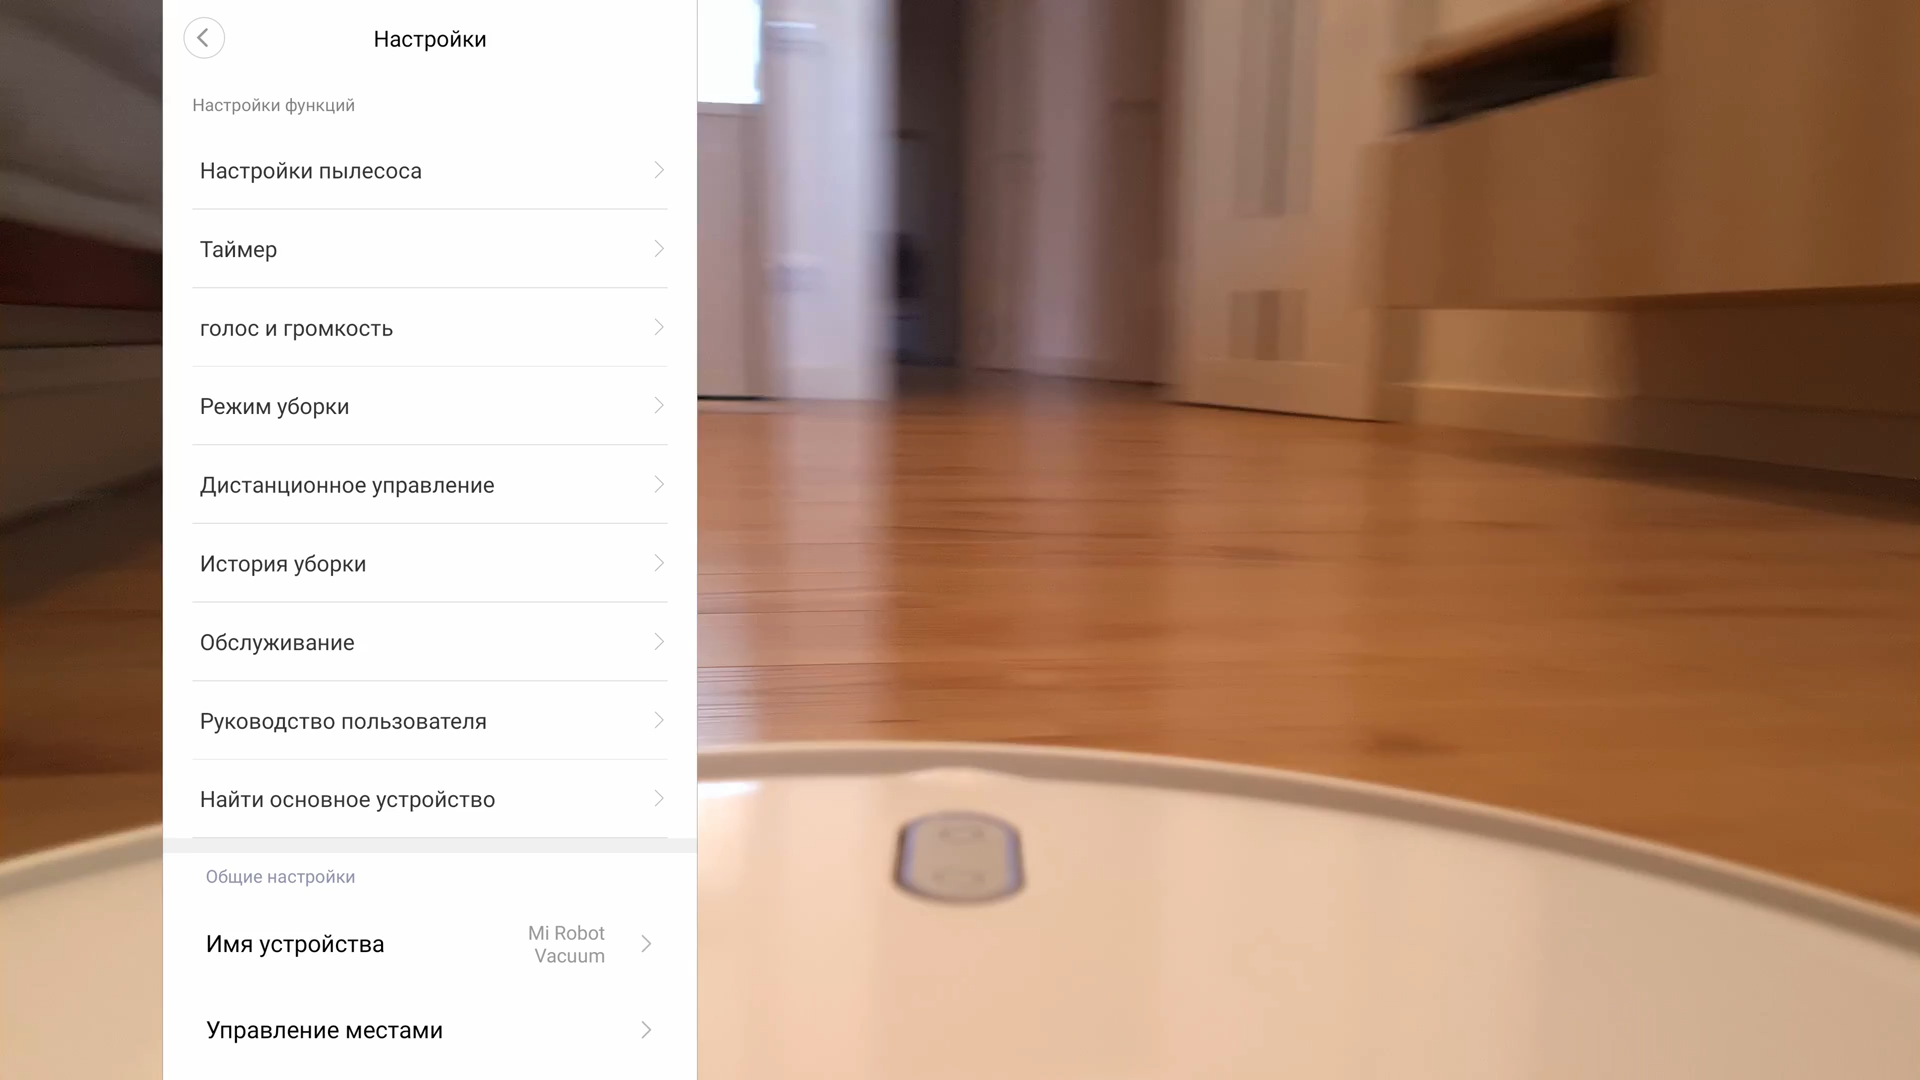 Настройки
Настройки функций
Настройки пылесоса
Таймер
голос и громкость
Режим уборки
Дистанционное управление
История уборки
Обслуживание
Руководство пользователя
Найти основное устройство
Общие настройки
Имя устройства
Mi Robot
Vacuum
Управление местами